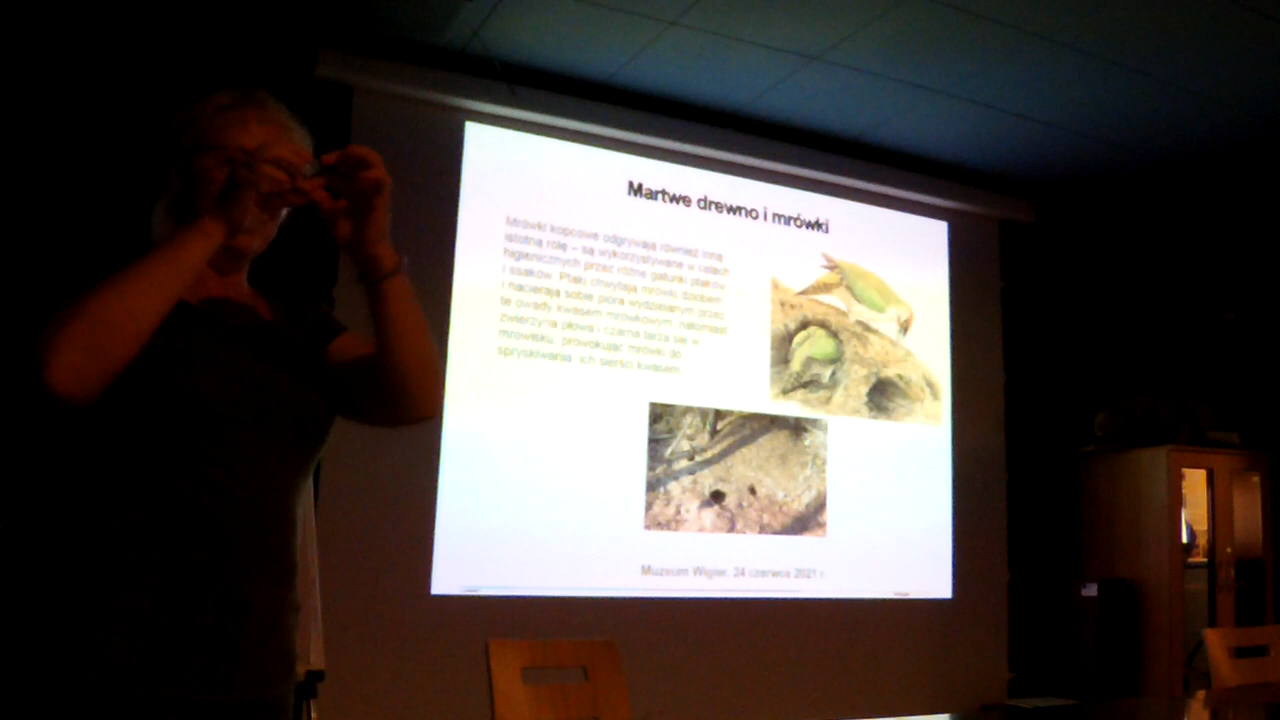 Martwe drewno i mrówki
Mrówki kopcowe odgrywają również inną
istotną rolę – są wykorzystywane w celach
higienicznych przez różne gatunki ptaków
i ssaków. Ptaki chwytają mrówki dziobem
i nacierają sobie pióra wydzielanym przez
te owady kwasem mrówkowym, natomiast
zwierzyna płowa i czarna tarza się w
mrowisku, prowokując mrówki do
spryskiwania ich sierści kwasem.
Muzeum Wigier, 24 czerwca 2021 r.